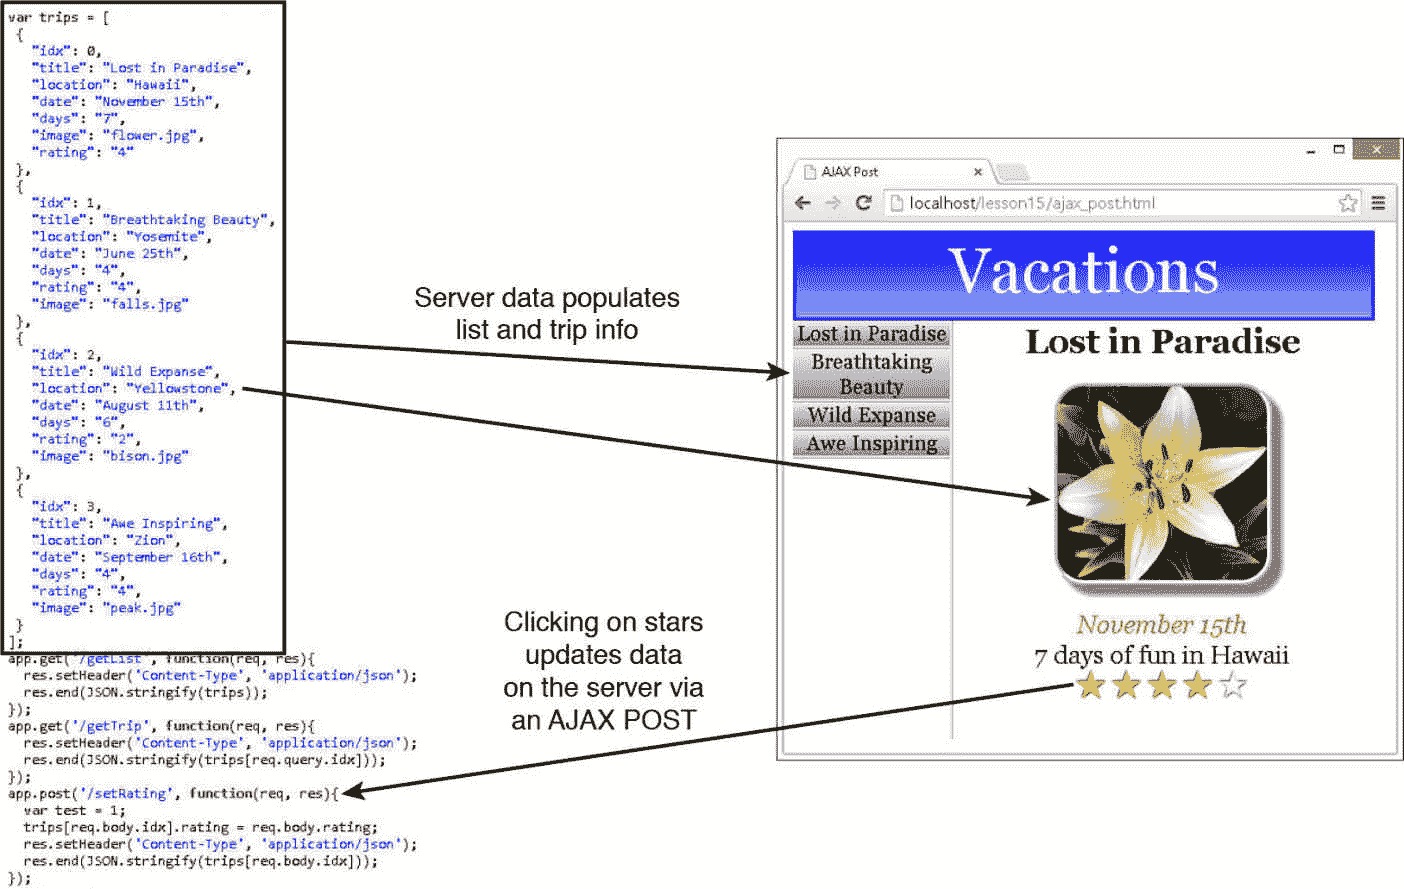 var trips = [
{
"idx": 0,
"title": "Lost in Paradise",
"location": "Hawaii",
"date": "November 15th",
"days": "7",
"image": "flower.jpg",
"rating": "4"
},
{
"idx": 1,
"title": "Breathtaking Beauty",
"location": "Yosemite",
"date": "June 25th",
"days": "4",
"rating": "4",
"image": "falls.jpg"
},
{
"idx": 2,
"title": "Wild Expanse",
"location": "Yellowstone",
"date": "August 11th",
"days": "6",
"rating": "2",
"image": "bison.jpg"
},
{
"idx": 3,
"title": "Awe Inspiring",
"location": "Zion",
"date": "September 16th",
"days": "4",
"rating": "4",
"image": "peak.jpg"
}
];
app.get('/getList', function(req, res){
res.setHeader('Content-Type', 'application/json');
res.end(JSON.stringify(trips));
});
app.get('/getTrip', function(req, res){
res.setHeader('Content-Type', 'application/json');
res.end(JSON.stringify(trips[req.query.idx]));
});
app.post('/setRating', function(req, res){
var test = 1;
trips[req.body.idx].rating = req.body.rating;
res.setHeader('Content-Type', 'application/json');
res.end(JSON.stringify(trips[req.body.idx]));
});
Server data populates
list and trip info
Clicking on stars
updates data
on the server via
an AJAX POST
AJAX Post
localhost/lesson15/ajax_post.html
Vacations
Lost in Paradise
Breathtaking
Beauty
Wild Expanse
Awe Inspiring
Lost in Paradise
November 15th
7 days of fun in Hawaii